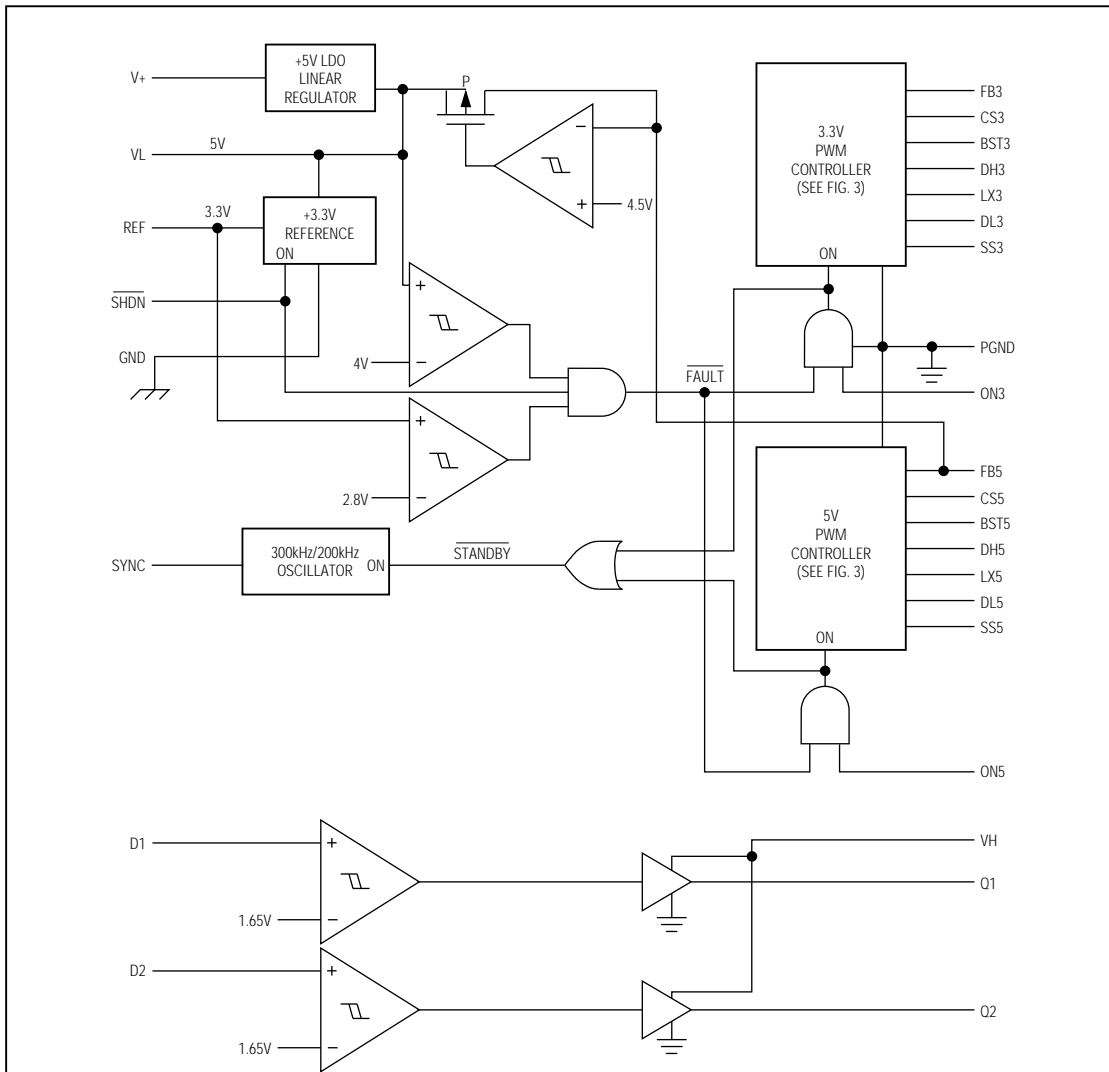 V+
+5V LDO
LINEAR
REGULATOR
P
−
+
4.5V
3.3V
PWM
CONTROLLER
(SEE FIG. 3)
ON
FB3
CS3
BST3
DH3
LX3
DL3
SS3
VL
5V
REF
3.3V
+3.3V
REFERENCE
ON
SHDN
GND
+
4V
−
FAULT
PGND
ON3
+
2.8V
−
5V
PWM
CONTROLLER
(SEE FIG. 3)
ON
FB5
CS5
BST5
DH5
LX5
DL5
SS5
SYNC
300kHz/200kHz
OSCILLATOR
ON
STANDBY
ON5
D1
+
1.65V
−
VH
Q1
D2
+
1.65V
−
Q2